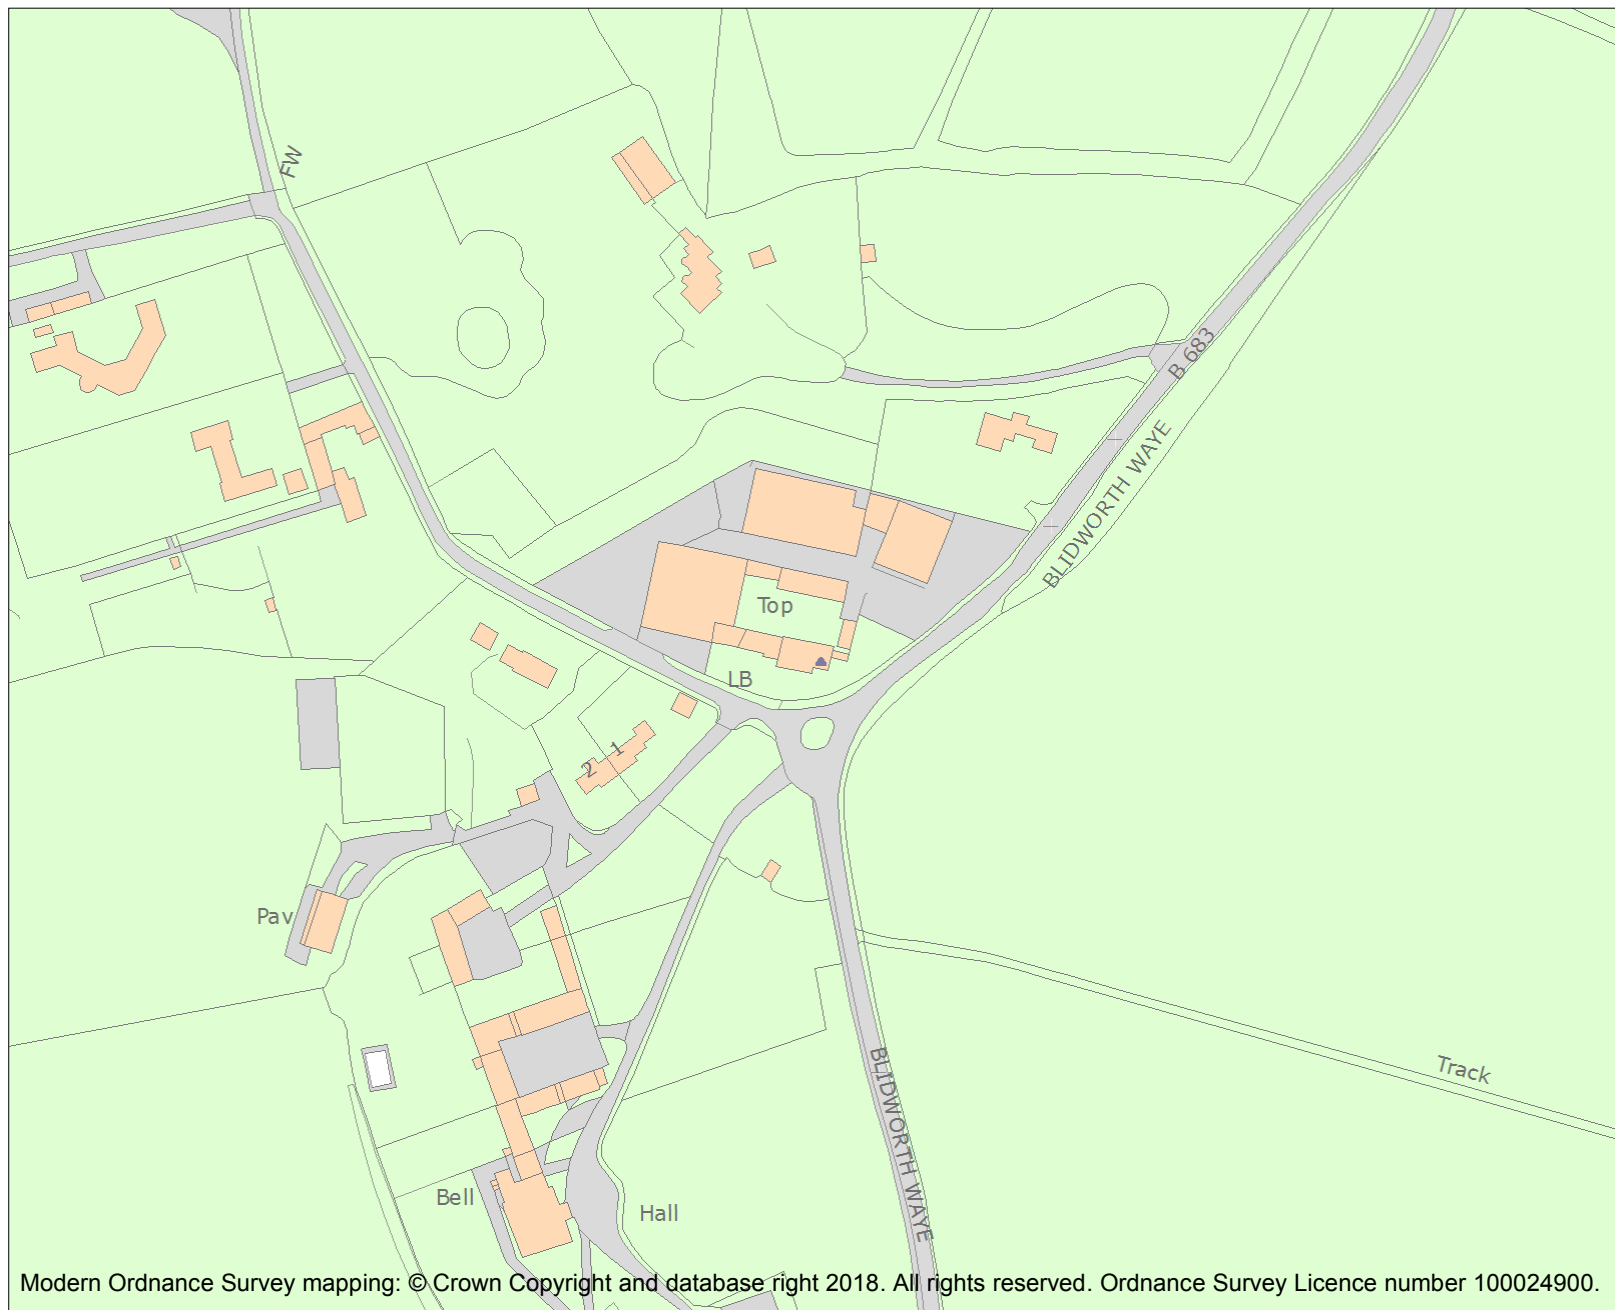 FW
B 683
BLIDWORTH WAYE
Top
LB
1
2
Pav
BLIDWORTH WAYE
Track
Bell
Hall
Modern Ordnance Survey mapping: © Crown Copyright and database right 2018. All rights reserved. Ordnance Survey Licence number 100024900.